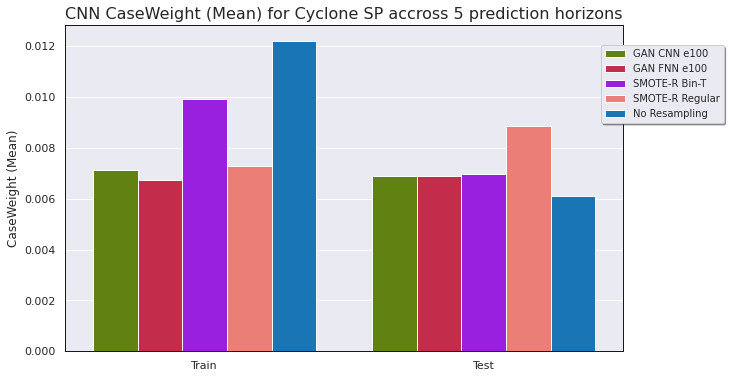 CNN CaseWeight (Mean) for Cyclone SP accross 5 prediction horizons
CaseWeight (Mean)
0.012
0.010
0.008
0.006
0.004
0.002
0.000
Train
Test
GAN CNN e100
GAN FNN e100
SMOTE-R Bin-T
SMOTE-R Regular
No Resampling